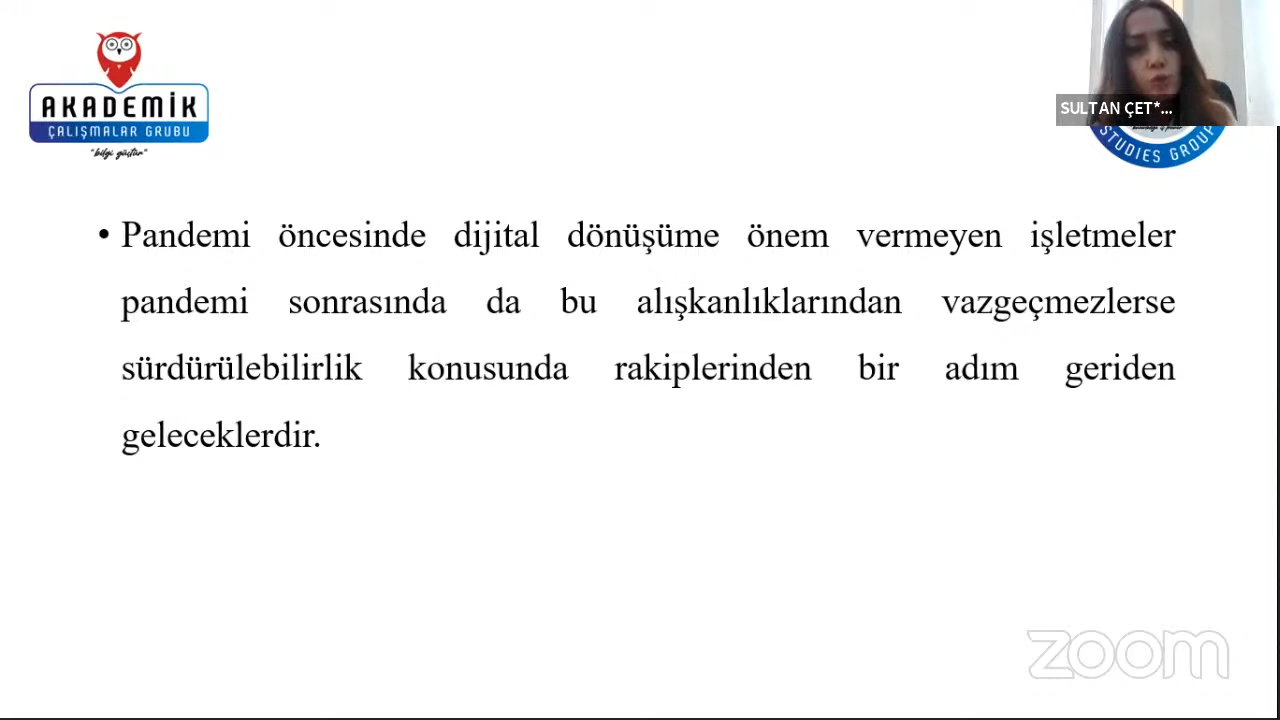 AKADEMİK
ÇALIŞMALAR GRUBU
"bilgi güçtür"
SULTAN ÇET*...
STUDIES GROUP
• Pandemi öncesinde dijital dönüşüme önem vermeyen işletmeler
pandemi sonrasında da bu alışkanlıklarından vazgeçmezlerse
sürdürülebilirlik konusunda rakiplerinden bir adım geriden
geleceklerdir.
zoom